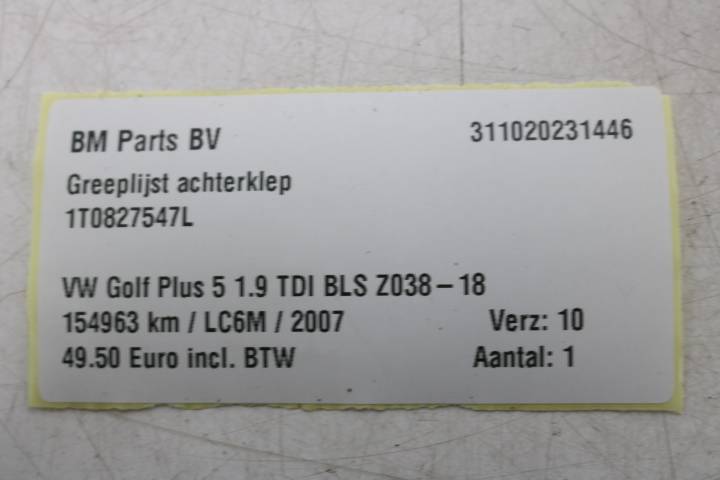 BM Parts BV 311020231446
Greeplijst achterklep
1T0827547L
VW Golf Plus 5 1.9 TDI BLS Z038-18
154963 km / LC6M / 2007 Verz: 10
49.50 Euro incl. BTW Aantal: 1